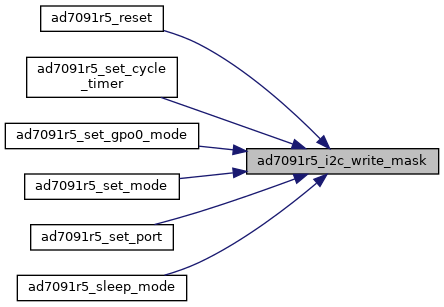 ad7091r5_reset
ad7091r5_set_cycle
_timer
ad7091r5_set_gpo0_mode
ad7091r5_i2c_write_mask
ad7091r5_set_mode
ad7091r5_set_port
ad7091r5_sleep_mode